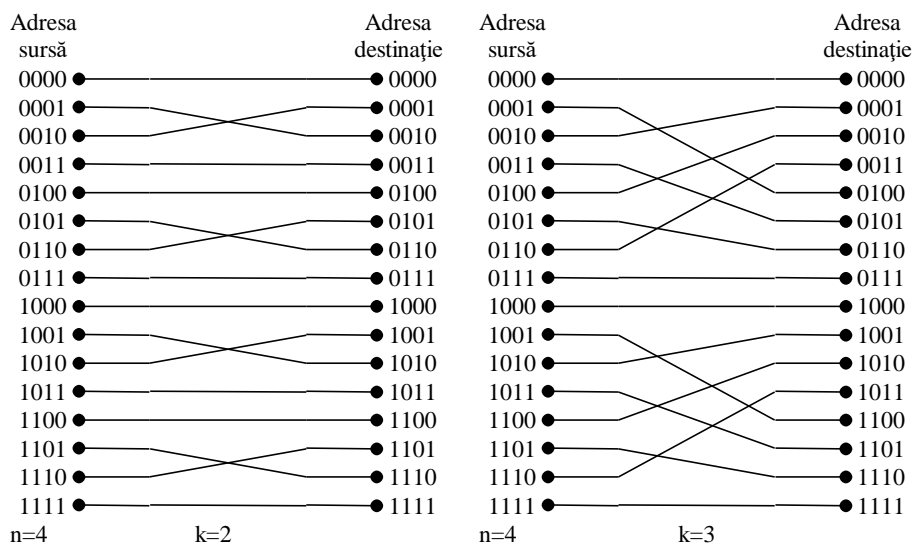 Adresa
sursă
Adresa
destinație
Adresa
sursă
Adresa
destinație
0000 0000 0000 0000
0001 0001 0001 0001
0010 0010 0010 0010
0011 0011 0011 0011
0100 0100 0100 0100
0101 0101 0101 0101
0110 0110 0110 0110
0111 0111 0111 0111
1000 1000 1000 1000
1001 1001 1001 1001
1010 1010 1010 1010
1011 1011 1011 1011
1100 1100 1100 1100
1101 1101 1101 1101
1110 1110 1110 1110
1111 1111 1111 1111
n=4 k=2 n=4 k=3